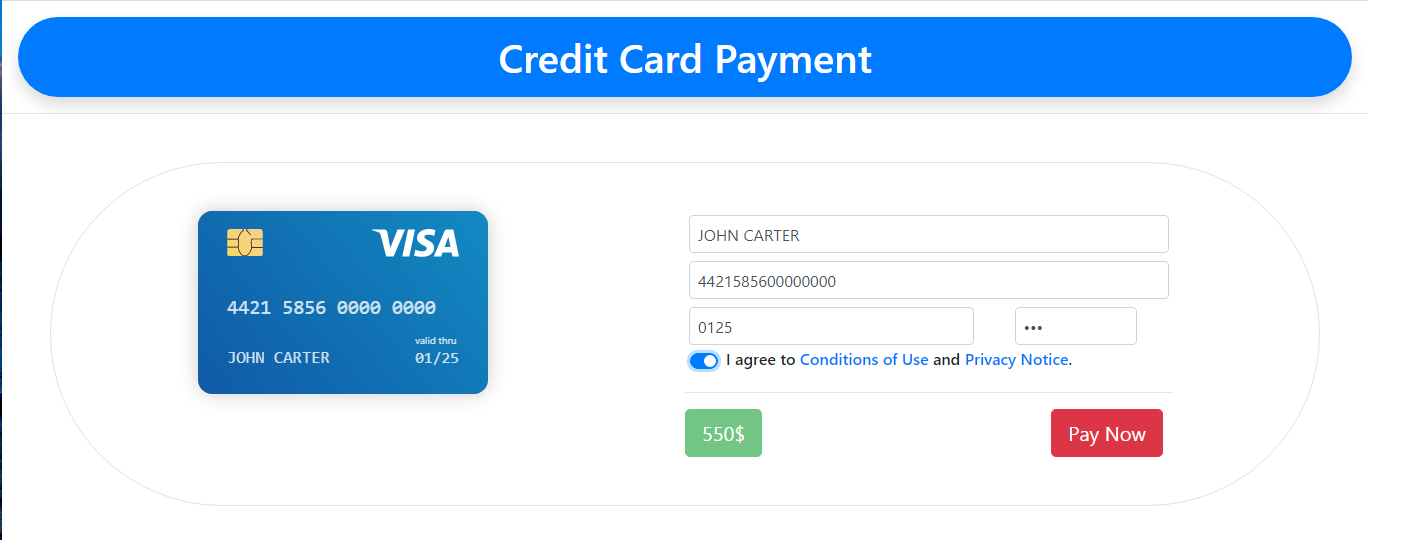 Credit Card Payment
VISA
4421 5856 0000 0000
valid thru
JOHN CARTER 01/25
JOHN CARTER
4421585600000000
0125 •••
I agree to Conditions of Use and Privacy Notice.
550$ Pay Now